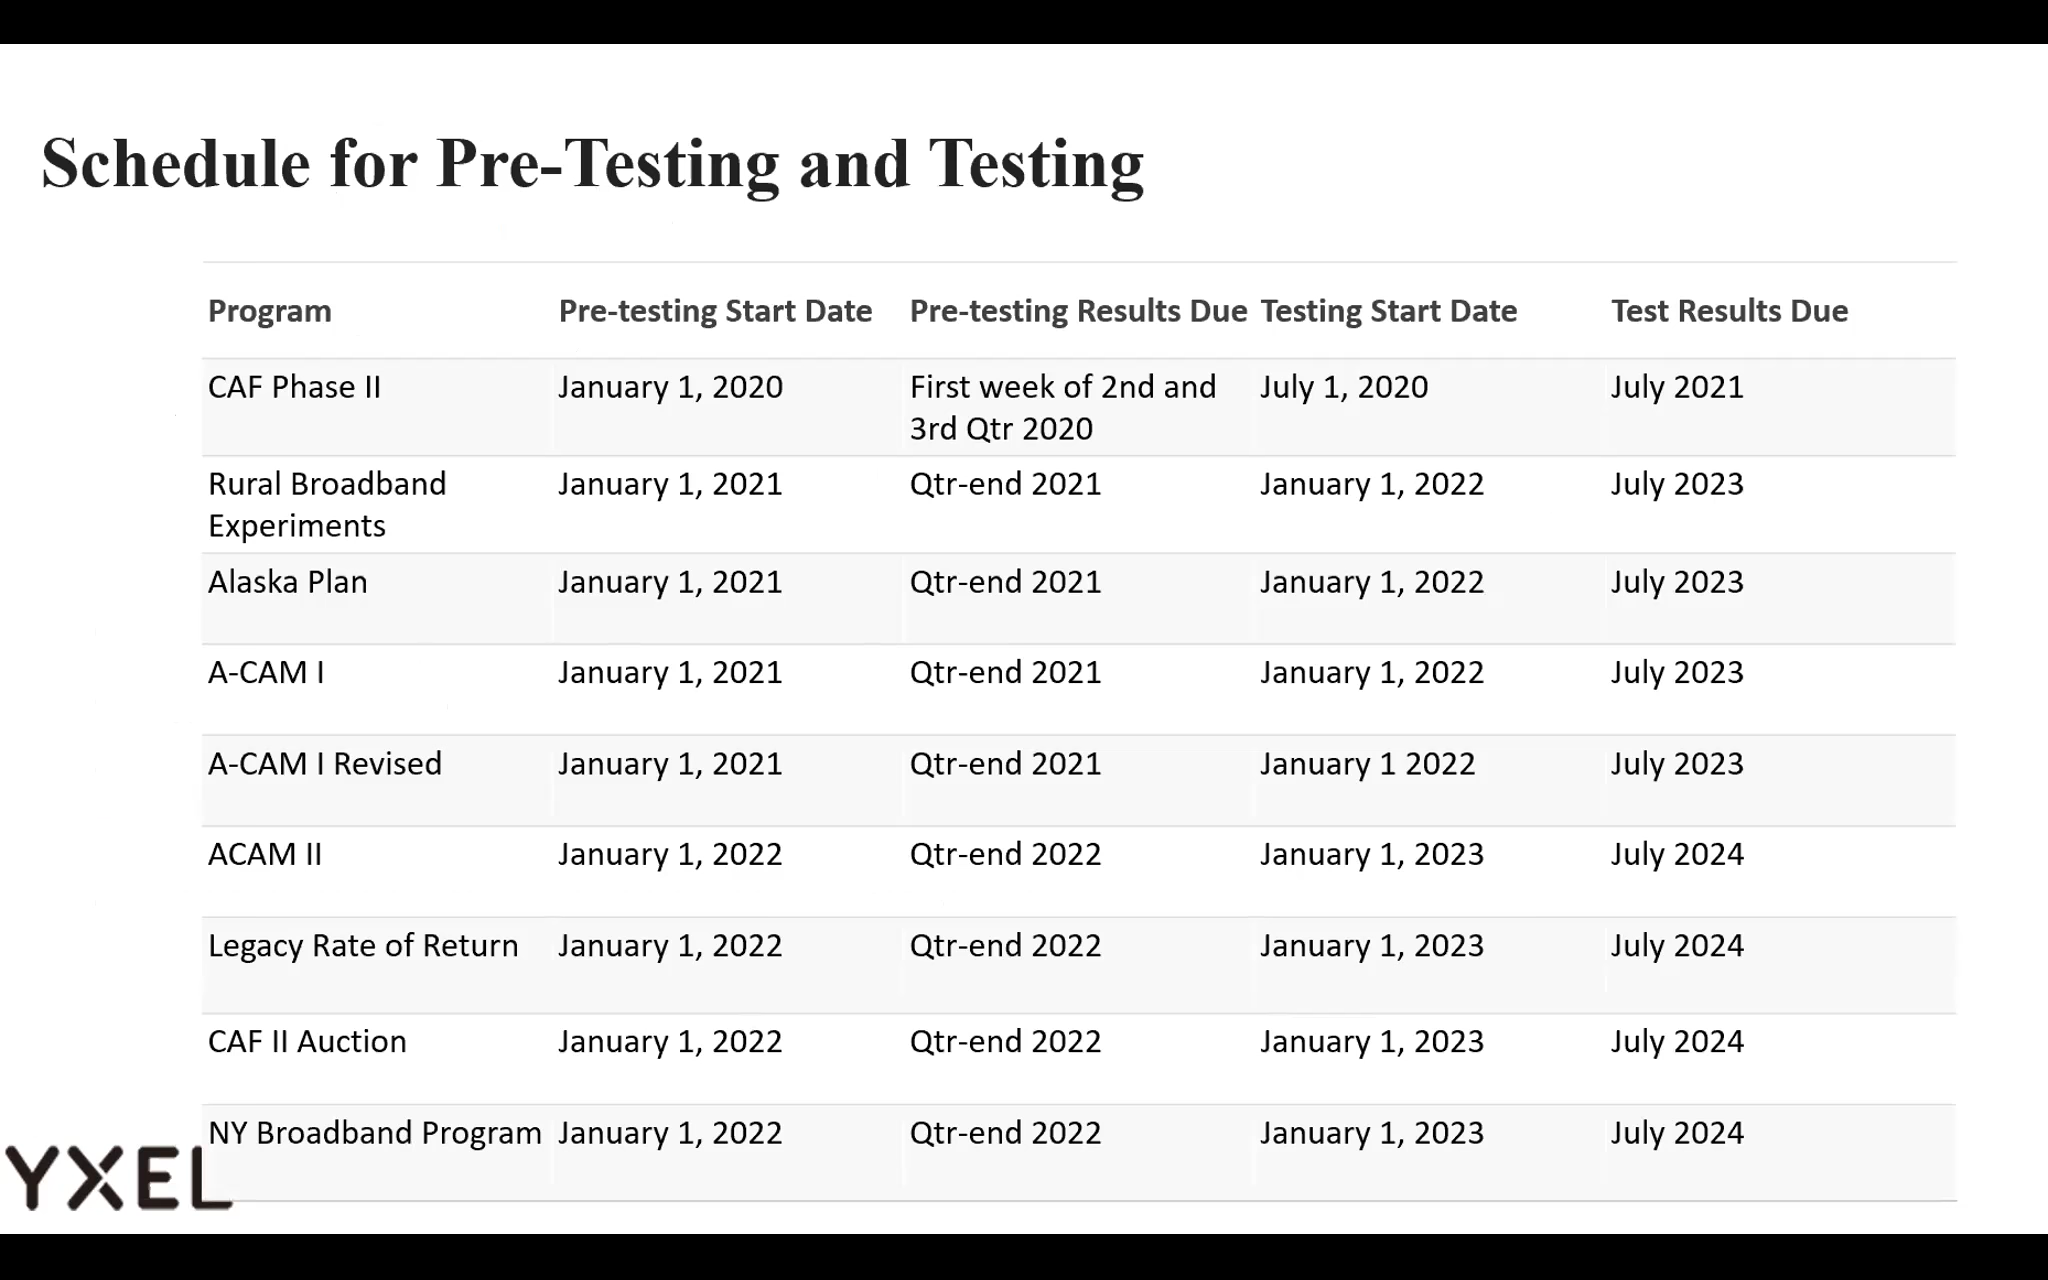 Schedule for Pre-Testing and Testing
Program Pre-testing Start Date Pre-testing Results Due Testing Start Date Test Results Due
CAF Phase II January 1, 2020 First week of 2nd and July 1, 2020 July 2021
3rd Qtr 2020
Rural Broadband January 1, 2021 Qtr-end 2021 January 1, 2022 July 2023
Experiments
Alaska Plan January 1, 2021 Qtr-end 2021 January 1, 2022 July 2023
A-CAM I January 1, 2021 Qtr-end 2021 January 1, 2022 July 2023
A-CAM I Revised January 1, 2021 Qtr-end 2021 January 1 2022 July 2023
ACAM II January 1, 2022 Qtr-end 2022 January 1, 2023 July 2024
Legacy Rate of Return January 1, 2022 Qtr-end 2022 January 1, 2023 July 2024
CAF II Auction January 1, 2022 Qtr-end 2022 January 1, 2023 July 2024
NY Broadband Program January 1, 2022 Qtr-end 2022 January 1, 2023 July 2024
YXEL